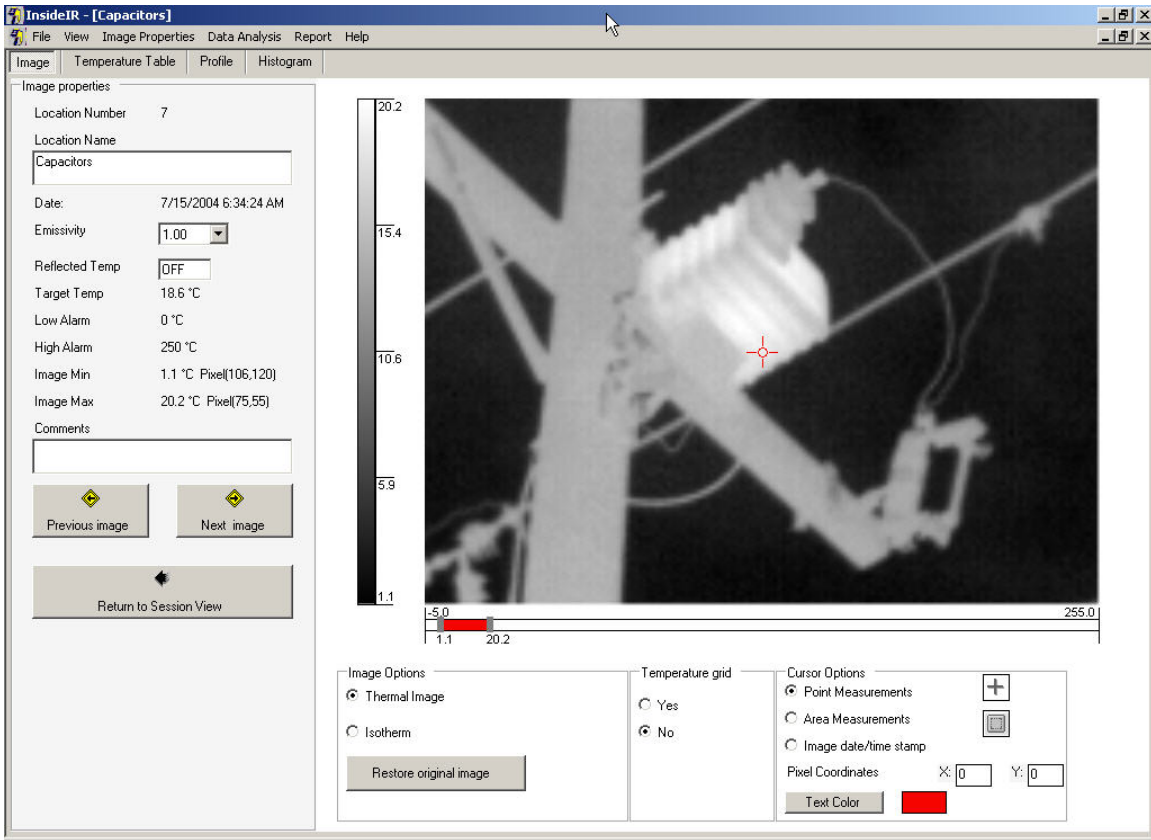 InsideIR - [Capacitors]
File View Image Properties Data Analysis Report Help
Image Temperature Table Profile Histogram
Image properties
Location Number 7
Location Name
Capacitors
Date: 7/15/2004 6:34:24 AM
Emissivity 1.00
Reflected Temp OFF
Target Temp 18.6 °C
Low Alarm 0 °C
High Alarm 250 °C
Image Min 1.1 °C Pixel(106,120)
Image Max 20.2 °C Pixel(75,55)
Comments
Previous image Next image
Return to Session View
20.2
15.4
10.6
5.9
1.1
-5.0 255.0
1.1 20.2
Image Options
Thermal Image
Isotherm
Restore original image
Temperature grid
Yes
No
Cursor Options
Point Measurements
Area Measurements
Image date/time stamp
Pixel Coordinates X: 0 Y: 0
Text Color